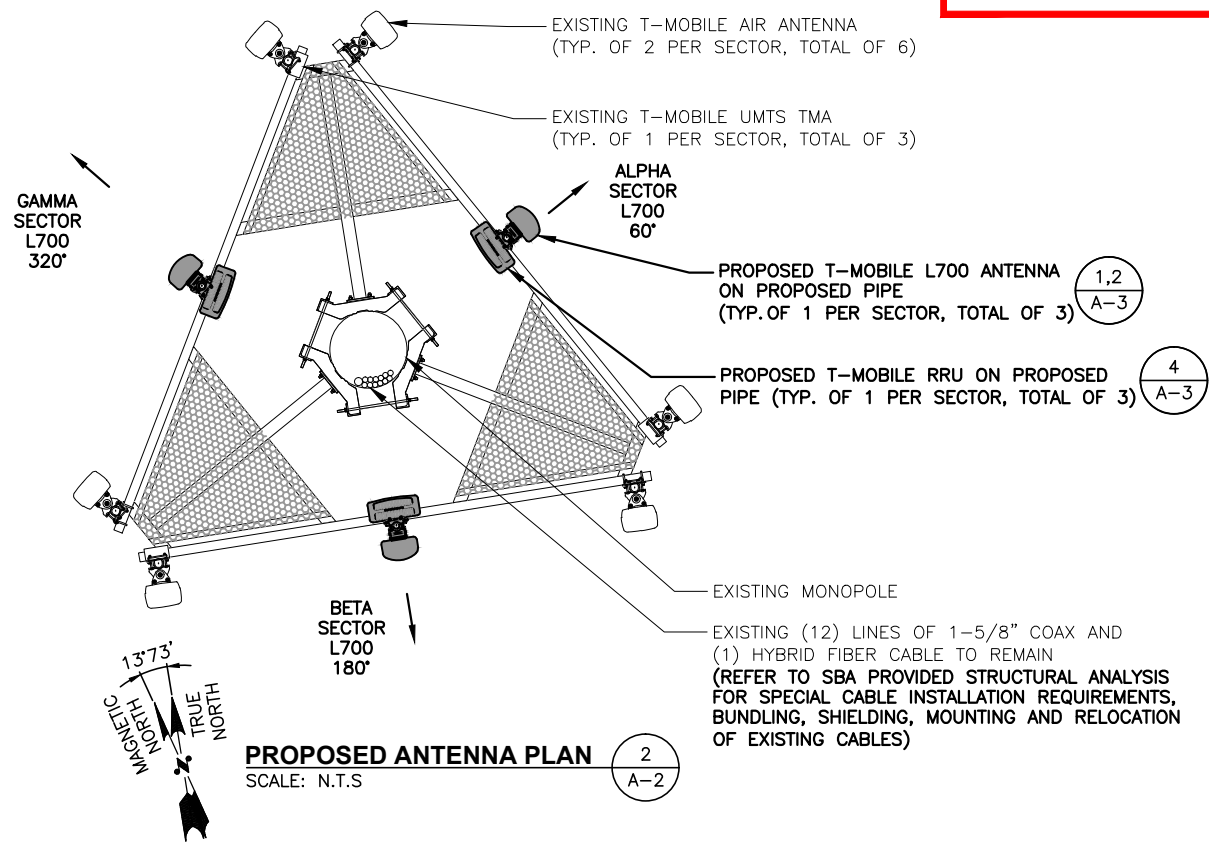 EXISTING T-MOBILE AIR ANTENNA
(TYP. OF 2 PER SECTOR, TOTAL OF 6)
EXISTING T-MOBILE UMTS TMA
(TYP. OF 1 PER SECTOR, TOTAL OF 3)
ALPHA
SECTOR
L700
60°
GAMMA
SECTOR
L700
320°
PROPOSED T-MOBILE L700 ANTENNA
ON PROPOSED PIPE
(TYP. OF 1 PER SECTOR, TOTAL OF 3)
1,2
A-3
PROPOSED T-MOBILE RRU ON PROPOSED
PIPE (TYP. OF 1 PER SECTOR, TOTAL OF 3)
4
A-3
EXISTING MONOPOLE
EXISTING (12) LINES OF 1-5/8" COAX AND
(1) HYBRID FIBER CABLE TO REMAIN
(REFER TO SBA PROVIDED STRUCTURAL ANALYSIS
FOR SPECIAL CABLE INSTALLATION REQUIREMENTS,
BUNDLING, SHIELDING, MOUNTING AND RELOCATION
OF EXISTING CABLES)
BETA
SECTOR
L700
180°
13°73'
MAGNETIC
NORTH
TRUE
NORTH
N
PROPOSED ANTENNA PLAN
SCALE: N.T.S
2
A-2